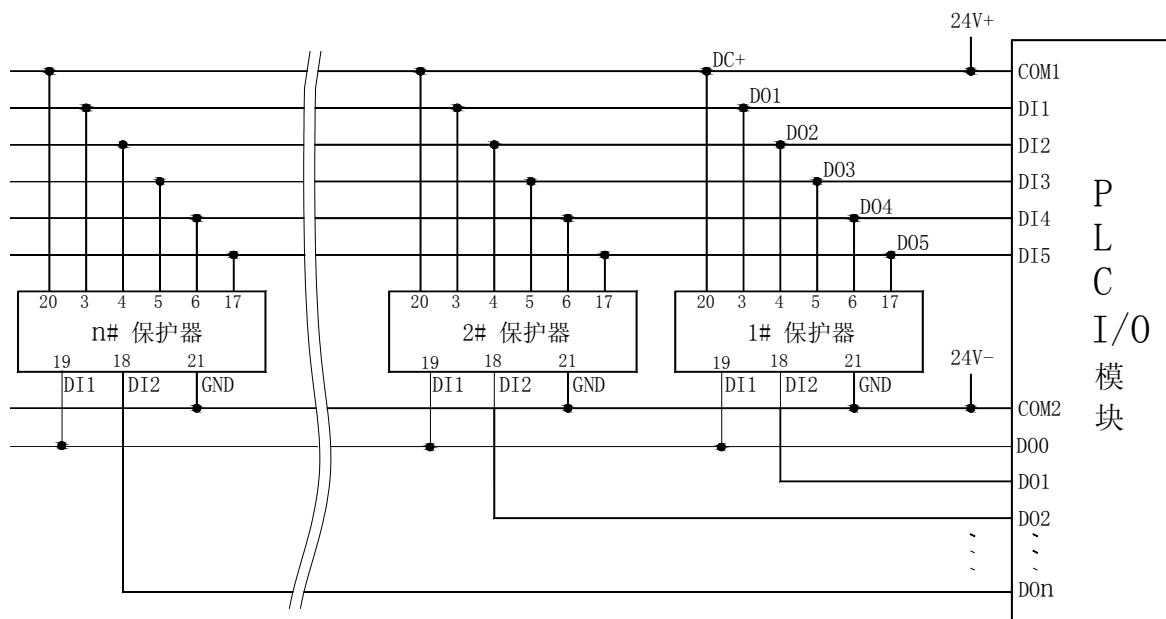 24V+
DC+
COM1
DO1
DI1
DO2
DI2
DO3
DI3
DO4
DI4
DO5
DI5
20 3 4 5 6 17
n# 保护器
19 18 21
DI1 DI2 GND
20 3 4 5 6 17
2# 保护器
19 18 21
DI1 DI2 GND
20 3 4 5 6 17
1# 保护器
19 18 21
DI1 DI2 GND
24V-
COM2
DO0
DO1
DO2
DOn
P
L
C
I/O
模
块